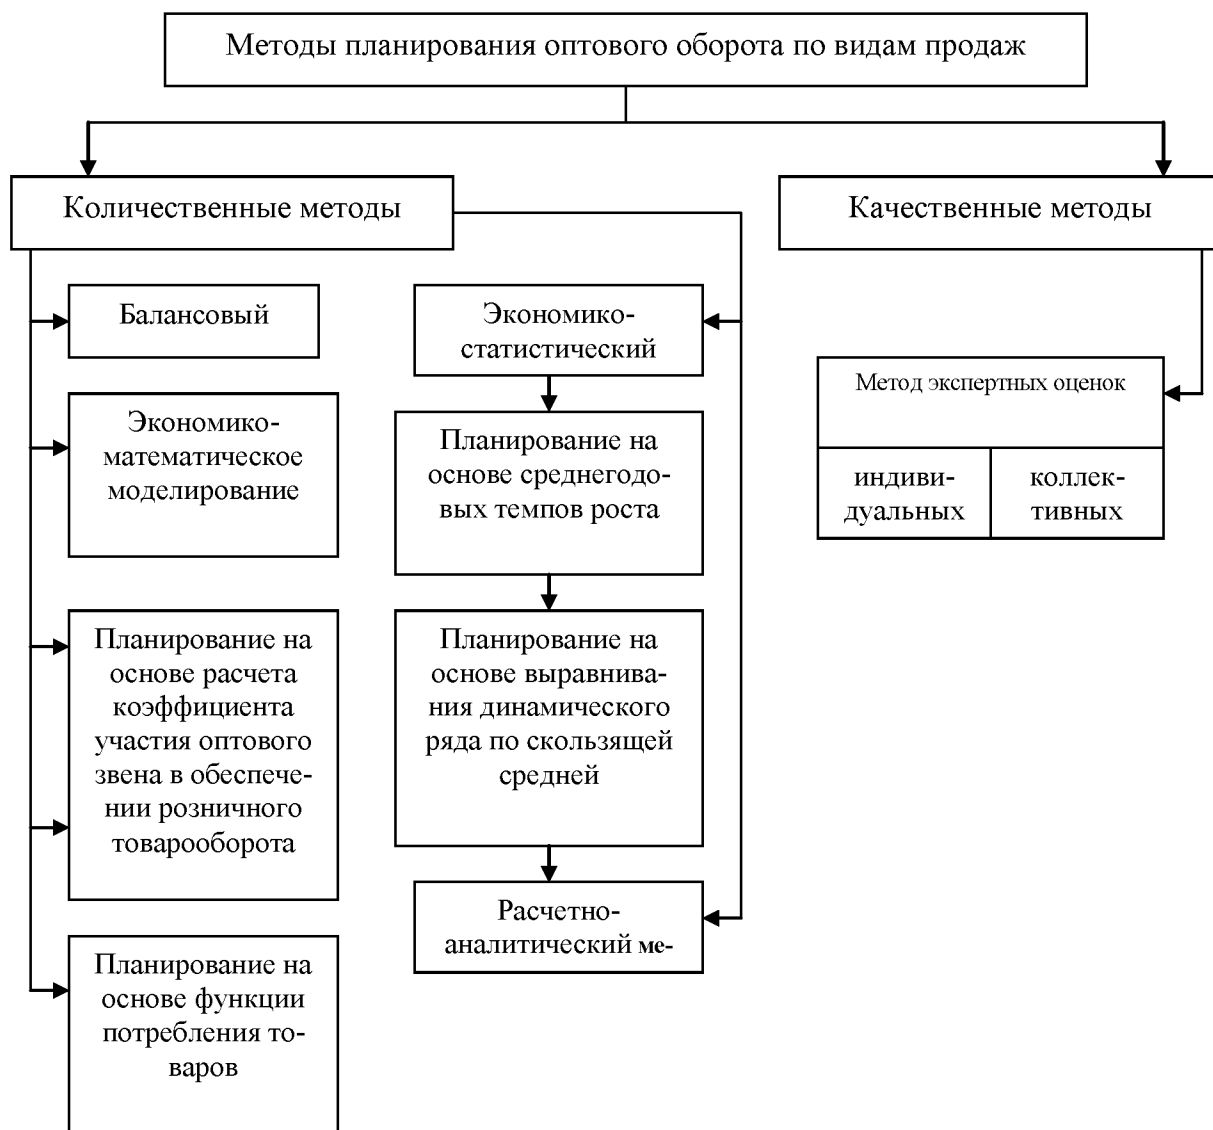 Методы планирования оптового оборота по видам продаж
Количественные методы
Качественные методы
Балансовый
Экономико-
математическое
моделирование
Планирование на
основе расчета
коэффициента
участия оптового
звена в обеспече-
нии розничного
товарооборота
Планирование на
основе функции
потребления то-
варов
Экономико-
статистический
Планирование на
основе среднегодо-
вых темпов роста
Планирование на
основе выравнива-
ния динамического
ряда по скользящей
средней
Расчетно-
аналитический ме-
Метод экспертных оценок
индиви-
дуальных
коллек-
тивных